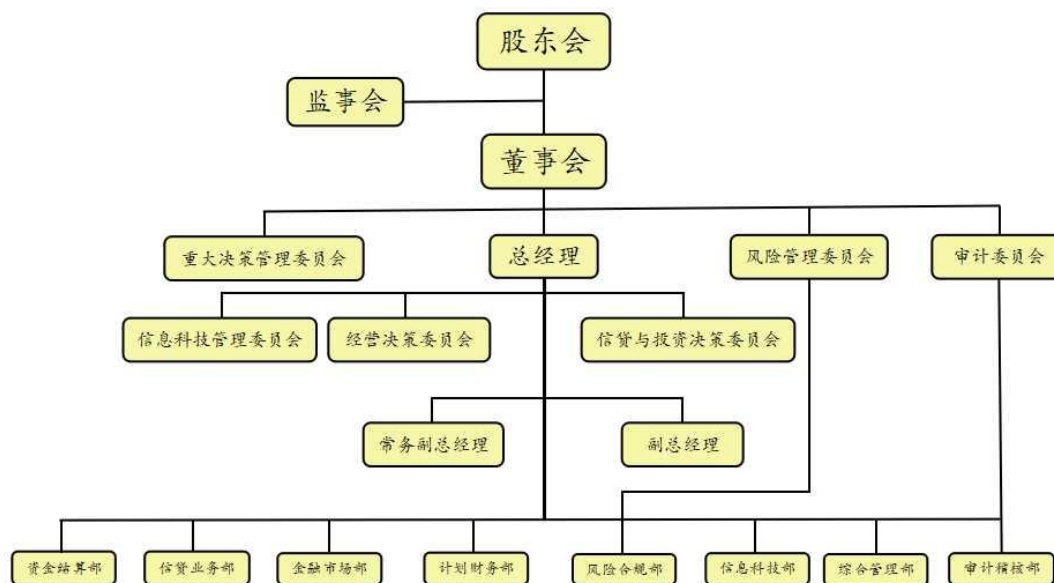 股东会
监事会
董事会
重大决策管理委员会
总经理
风险管理委员会
审计委员会
信息科技管理委员会
经营决策委员会
信贷与投资决策委员会
常务副总经理
副总经理
资金结算部
信贷业务部
金融市场部
计划财务部
风险合规部
信息科技部
综合管理部
审计稽核部